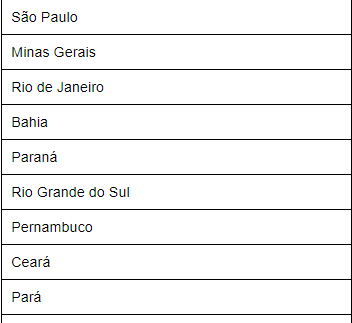 São Paulo
Minas Gerais
Rio de Janeiro
Bahia
Paraná
Rio Grande do Sul
Pernambuco
Ceará
Pará